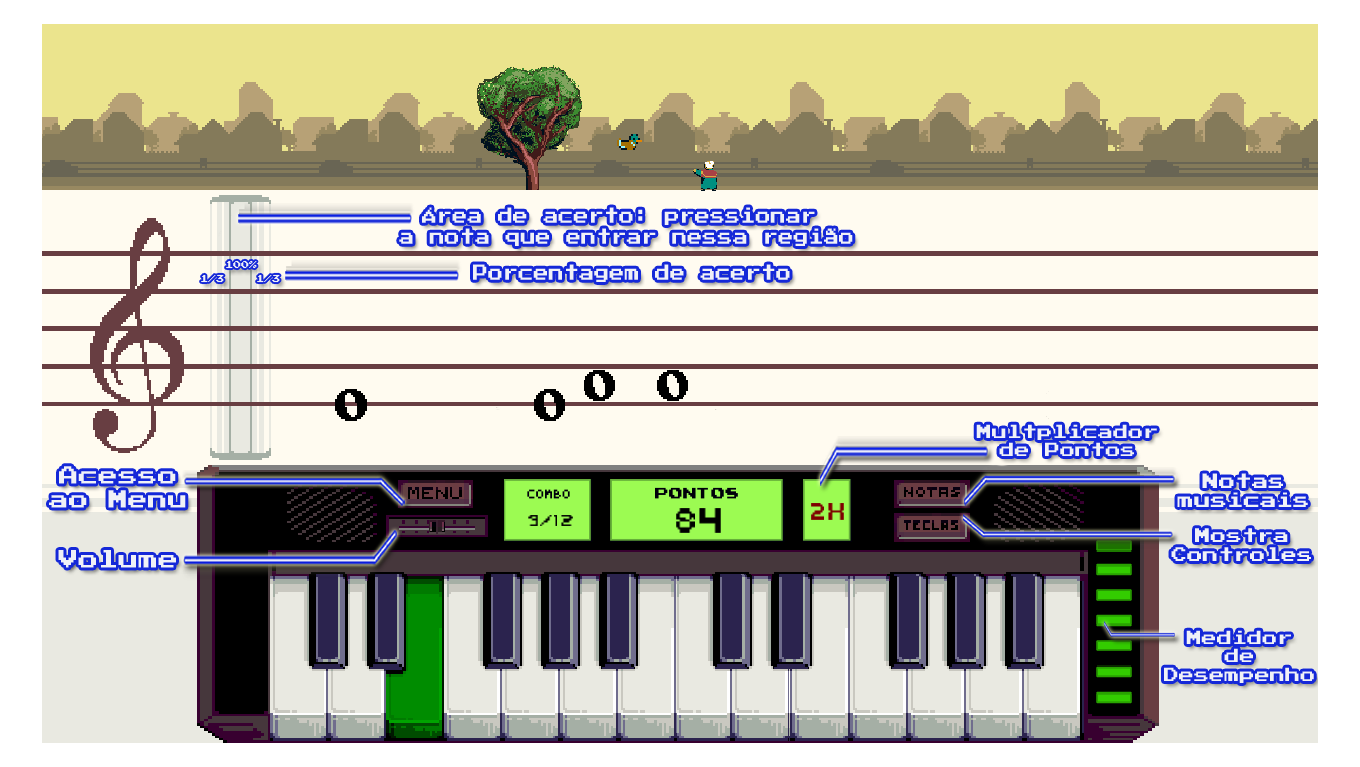 Área de acerto: pressionar
a nota que entrar nessa região
100%
1/3 1/3
Porcentagem de acerto
Multplicador
de Pontos
Acesso
ao Menu
MENU
COMBO
9/12
PONTOS
84
2X
NOTAS
TECLAS
Notas
musicais
Mostra
Controles
Volume
Medidor
de
Desempenho